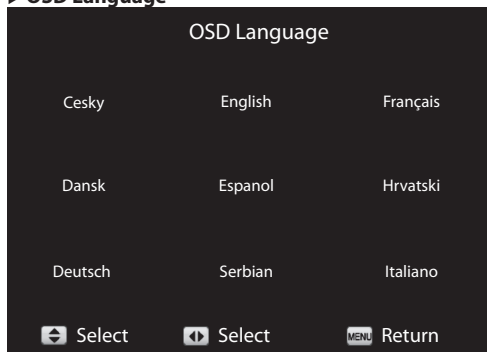 OSD Language
OSD Language
Cesky English Français
Dansk Espanol Hrvatski
Deutsch Serbian Italiano
Select Select MENU Return